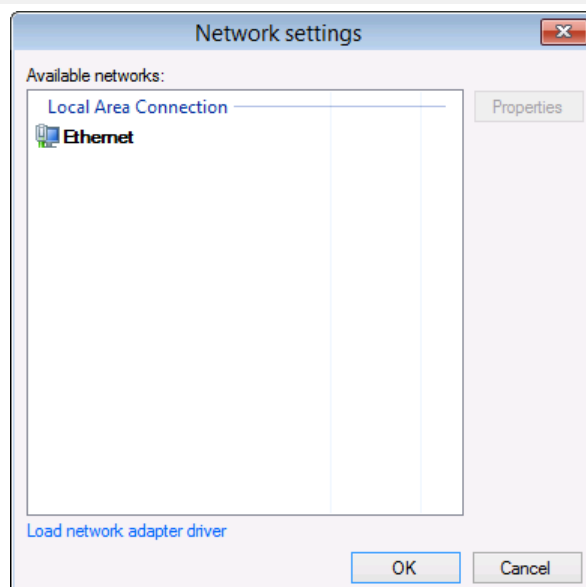 Network settings
Available networks:
Local Area Connection
Properties
Ethernet
Load network adapter driver
OK
Cancel